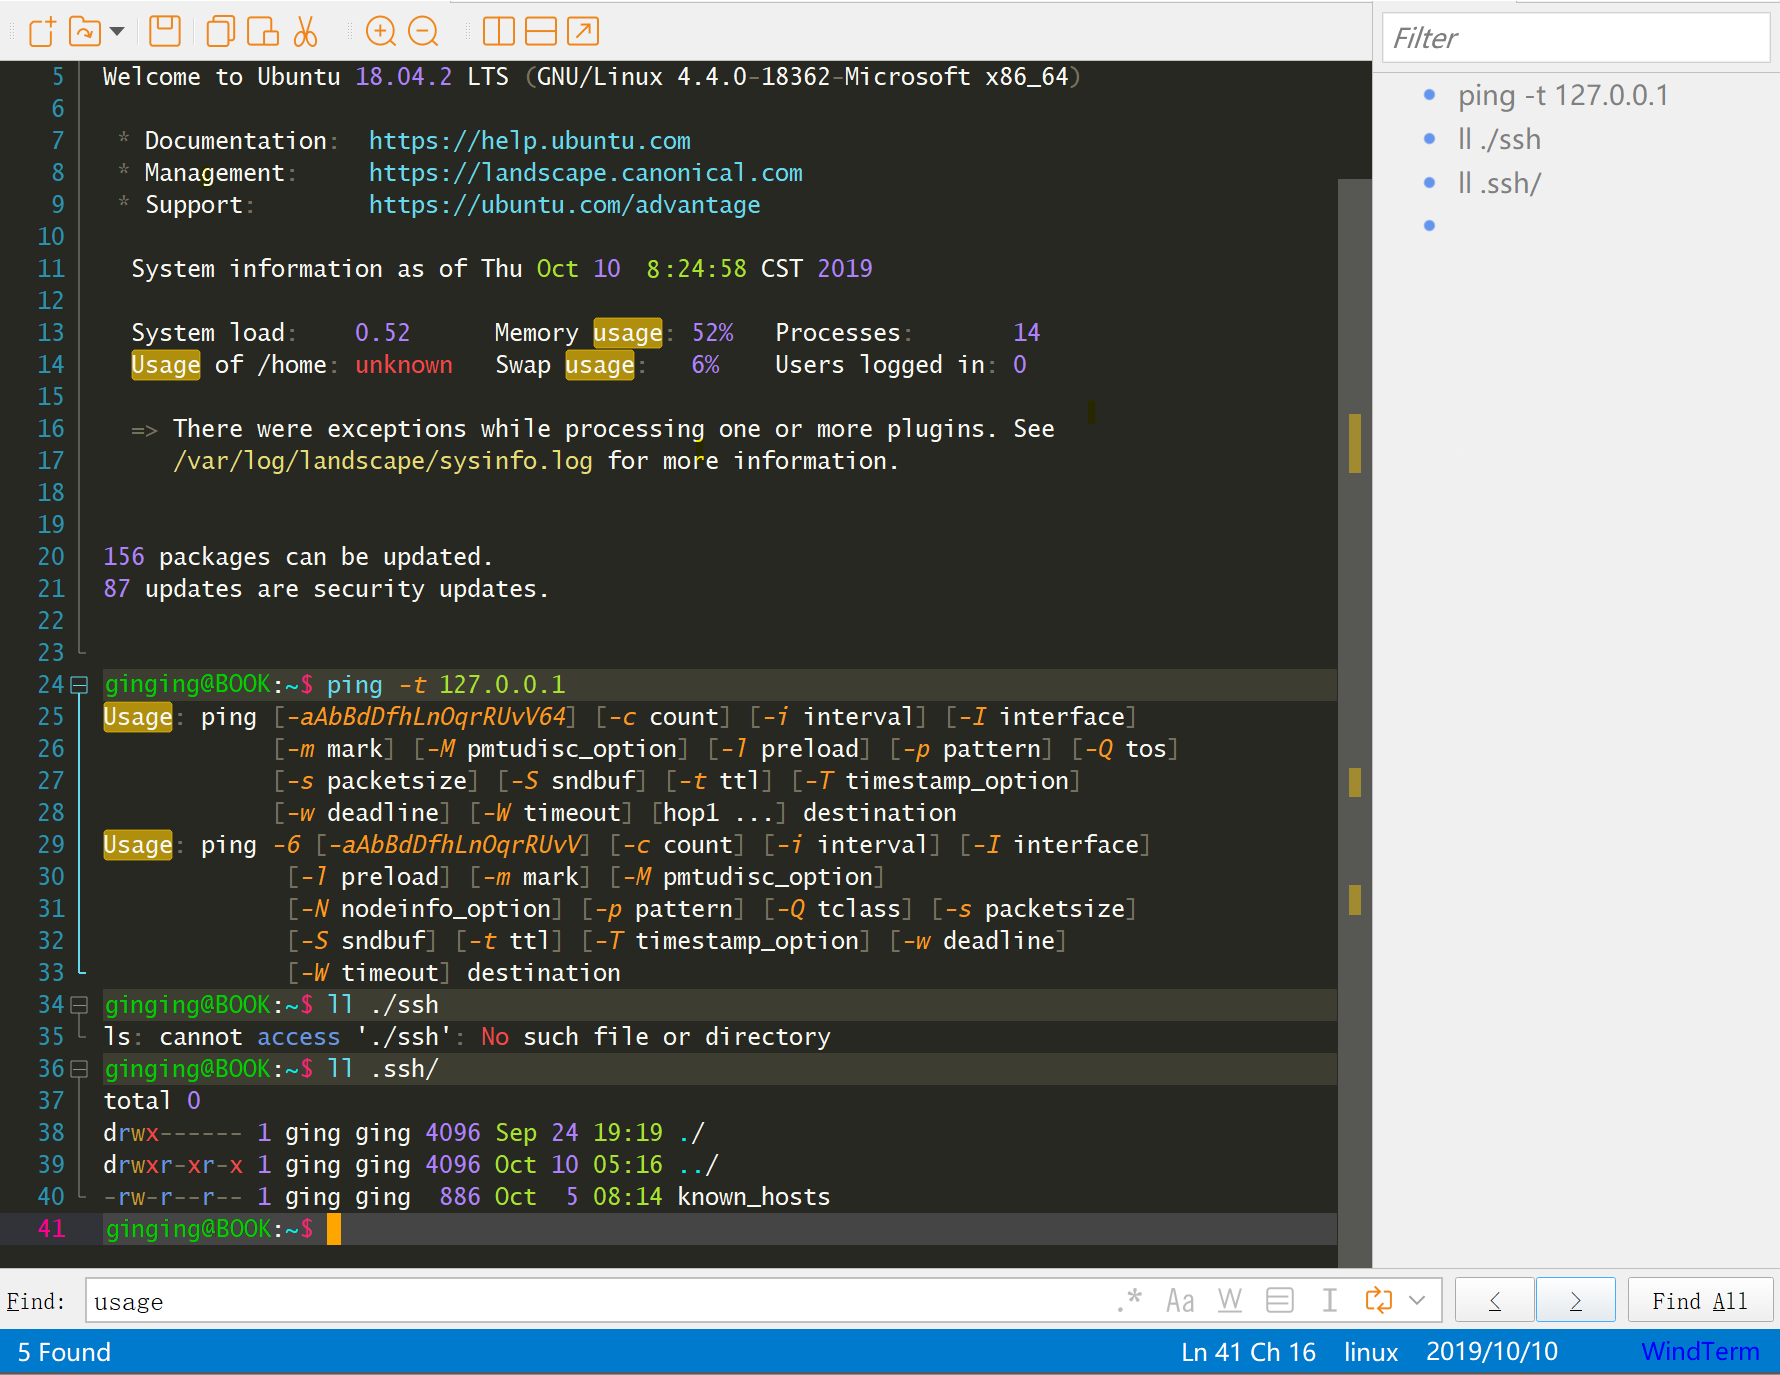 Filter
5 Welcome to Ubuntu 18.04.2 LTS (GNU/Linux 4.4.0-18362-Microsoft x86_64)
6
7  * Documentation:  https://help.ubuntu.com
8  * Management:     https://landscape.canonical.com
9  * Support:        https://ubuntu.com/advantage
10
11   System information as of Thu Oct 10  8:24:58 CST 2019
12
13   System load:    0.52      Memory usage: 52%   Processes:       14
14   Usage of /home: unknown   Swap usage:   6%    Users logged in: 0
15
16   => There were exceptions while processing one or more plugins. See
17      /var/log/landscape/sysinfo.log for more information.
18
19
20 156 packages can be updated.
21 87 updates are security updates.
22
23
24 ginging@BOOK:~$ ping -t 127.0.0.1
25 Usage: ping [-aAbBdDfhLnOqrRUvV64] [-c count] [-i interval] [-I interface]
26             [-m mark] [-M pmtudisc_option] [-l preload] [-p pattern] [-Q tos]
27             [-s packetsize] [-S sndbuf] [-t ttl] [-T timestamp_option]
28             [-w deadline] [-W timeout] [hop1 ...] destination
29 Usage: ping -6 [-aAbBdDfhLnOqrRUvV] [-c count] [-i interval] [-I interface]
30              [-l preload] [-m mark] [-M pmtudisc_option]
31              [-N nodeinfo_option] [-p pattern] [-Q tclass] [-s packetsize]
32              [-S sndbuf] [-t ttl] [-T timestamp_option] [-w deadline]
33              [-W timeout] destination
34 ginging@BOOK:~$ ll ./ssh
35 ls: cannot access './ssh': No such file or directory
36 ginging@BOOK:~$ ll .ssh/
37 total 0
38 drwx------ 1 ging ging 4096 Sep 24 19:19 ./
39 drwxr-xr-x 1 ging ging 4096 Oct 10 05:16 ../
40 -rw-r--r-- 1 ging ging  886 Oct  5 08:14 known_hosts
41 ginging@BOOK:~$
ping -t 127.0.0.1
ll ./ssh
ll .ssh/
Find: usage .* Aa W I < > Find All
5 Found Ln 41 Ch 16 linux 2019/10/10 WindTerm